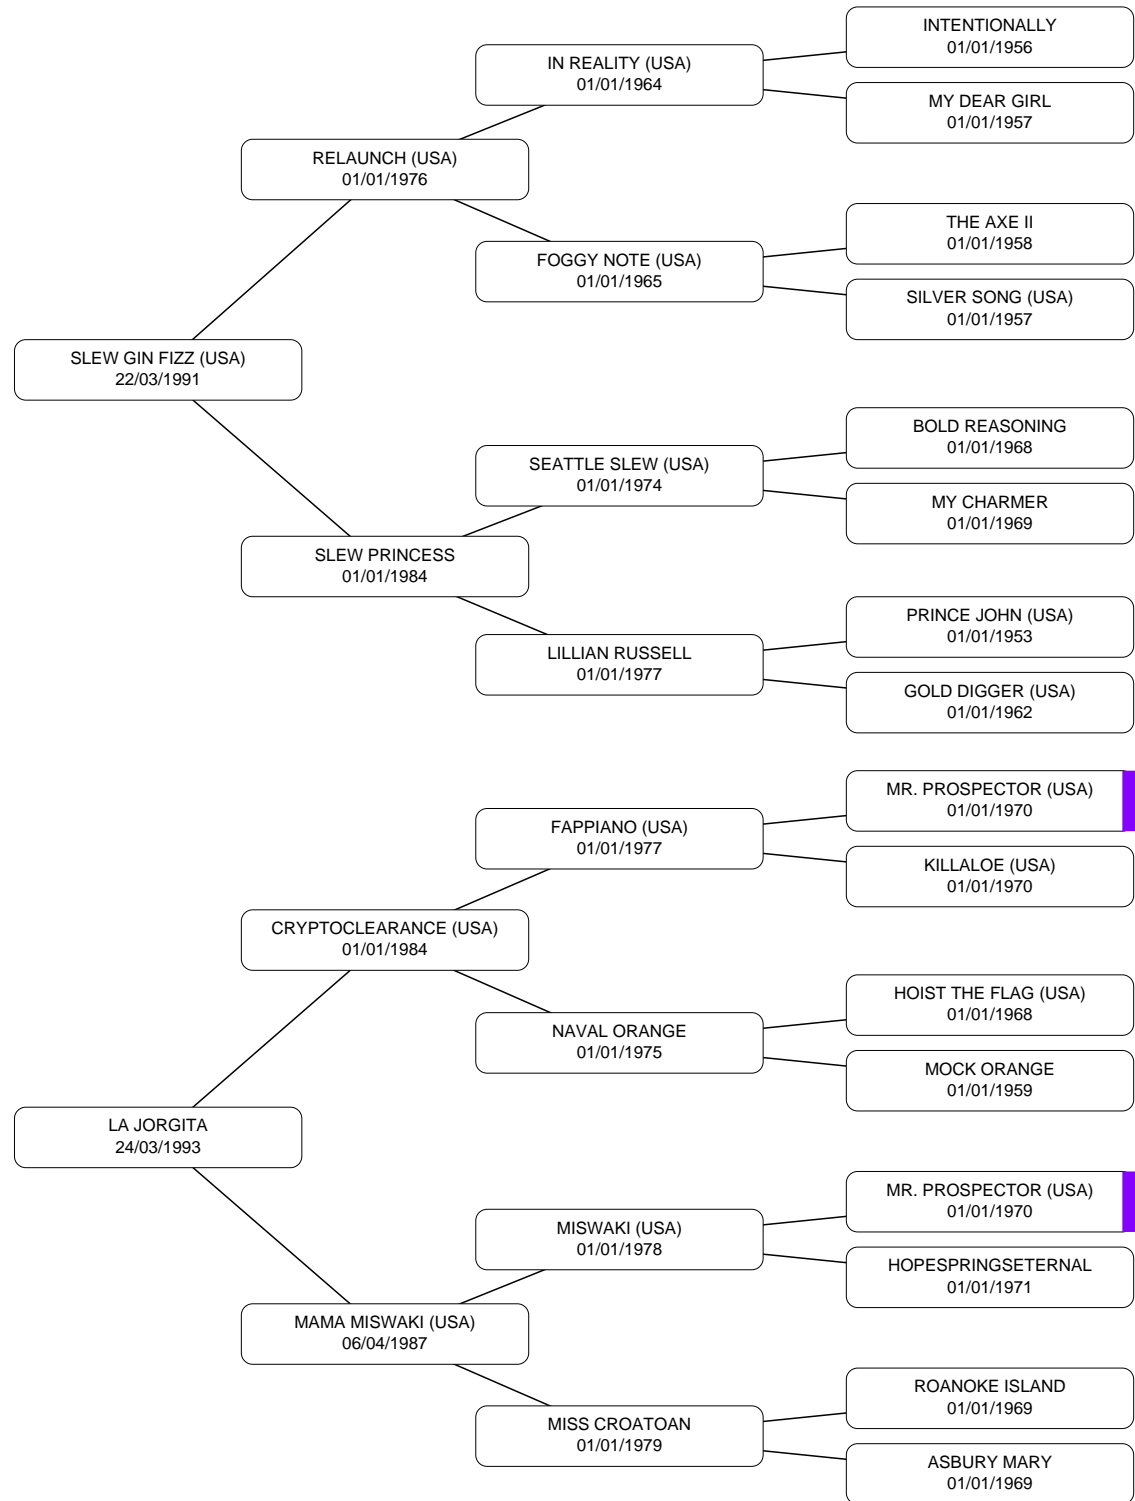 INTENTIONALLY
01/01/1956
IN REALITY (USA)
01/01/1964
MY DEAR GIRL
01/01/1957
RELAUNCH (USA)
01/01/1976
THE AXE II
01/01/1958
FOGGY NOTE (USA)
01/01/1965
SILVER SONG (USA)
01/01/1957
SLEW GIN FIZZ (USA)
22/03/1991
BOLD REASONING
01/01/1968
SEATTLE SLEW (USA)
01/01/1974
MY CHARMER
01/01/1969
SLEW PRINCESS
01/01/1984
PRINCE JOHN (USA)
01/01/1953
LILLIAN RUSSELL
01/01/1977
GOLD DIGGER (USA)
01/01/1962
MR. PROSPECTOR (USA)
01/01/1970
FAPPIANO (USA)
01/01/1977
KILLALOE (USA)
01/01/1970
CRYPTOCLEARANCE (USA)
01/01/1984
HOIST THE FLAG (USA)
01/01/1968
NAVAL ORANGE
01/01/1975
MOCK ORANGE
01/01/1959
LA JORGITA
24/03/1993
MR. PROSPECTOR (USA)
01/01/1970
MISWAKI (USA)
01/01/1978
HOPESPRINGSETERNAL
01/01/1971
MAMA MISWAKI (USA)
06/04/1987
ROANOKE ISLAND
01/01/1969
MISS CROATOAN
01/01/1979
ASBURY MARY
01/01/1969